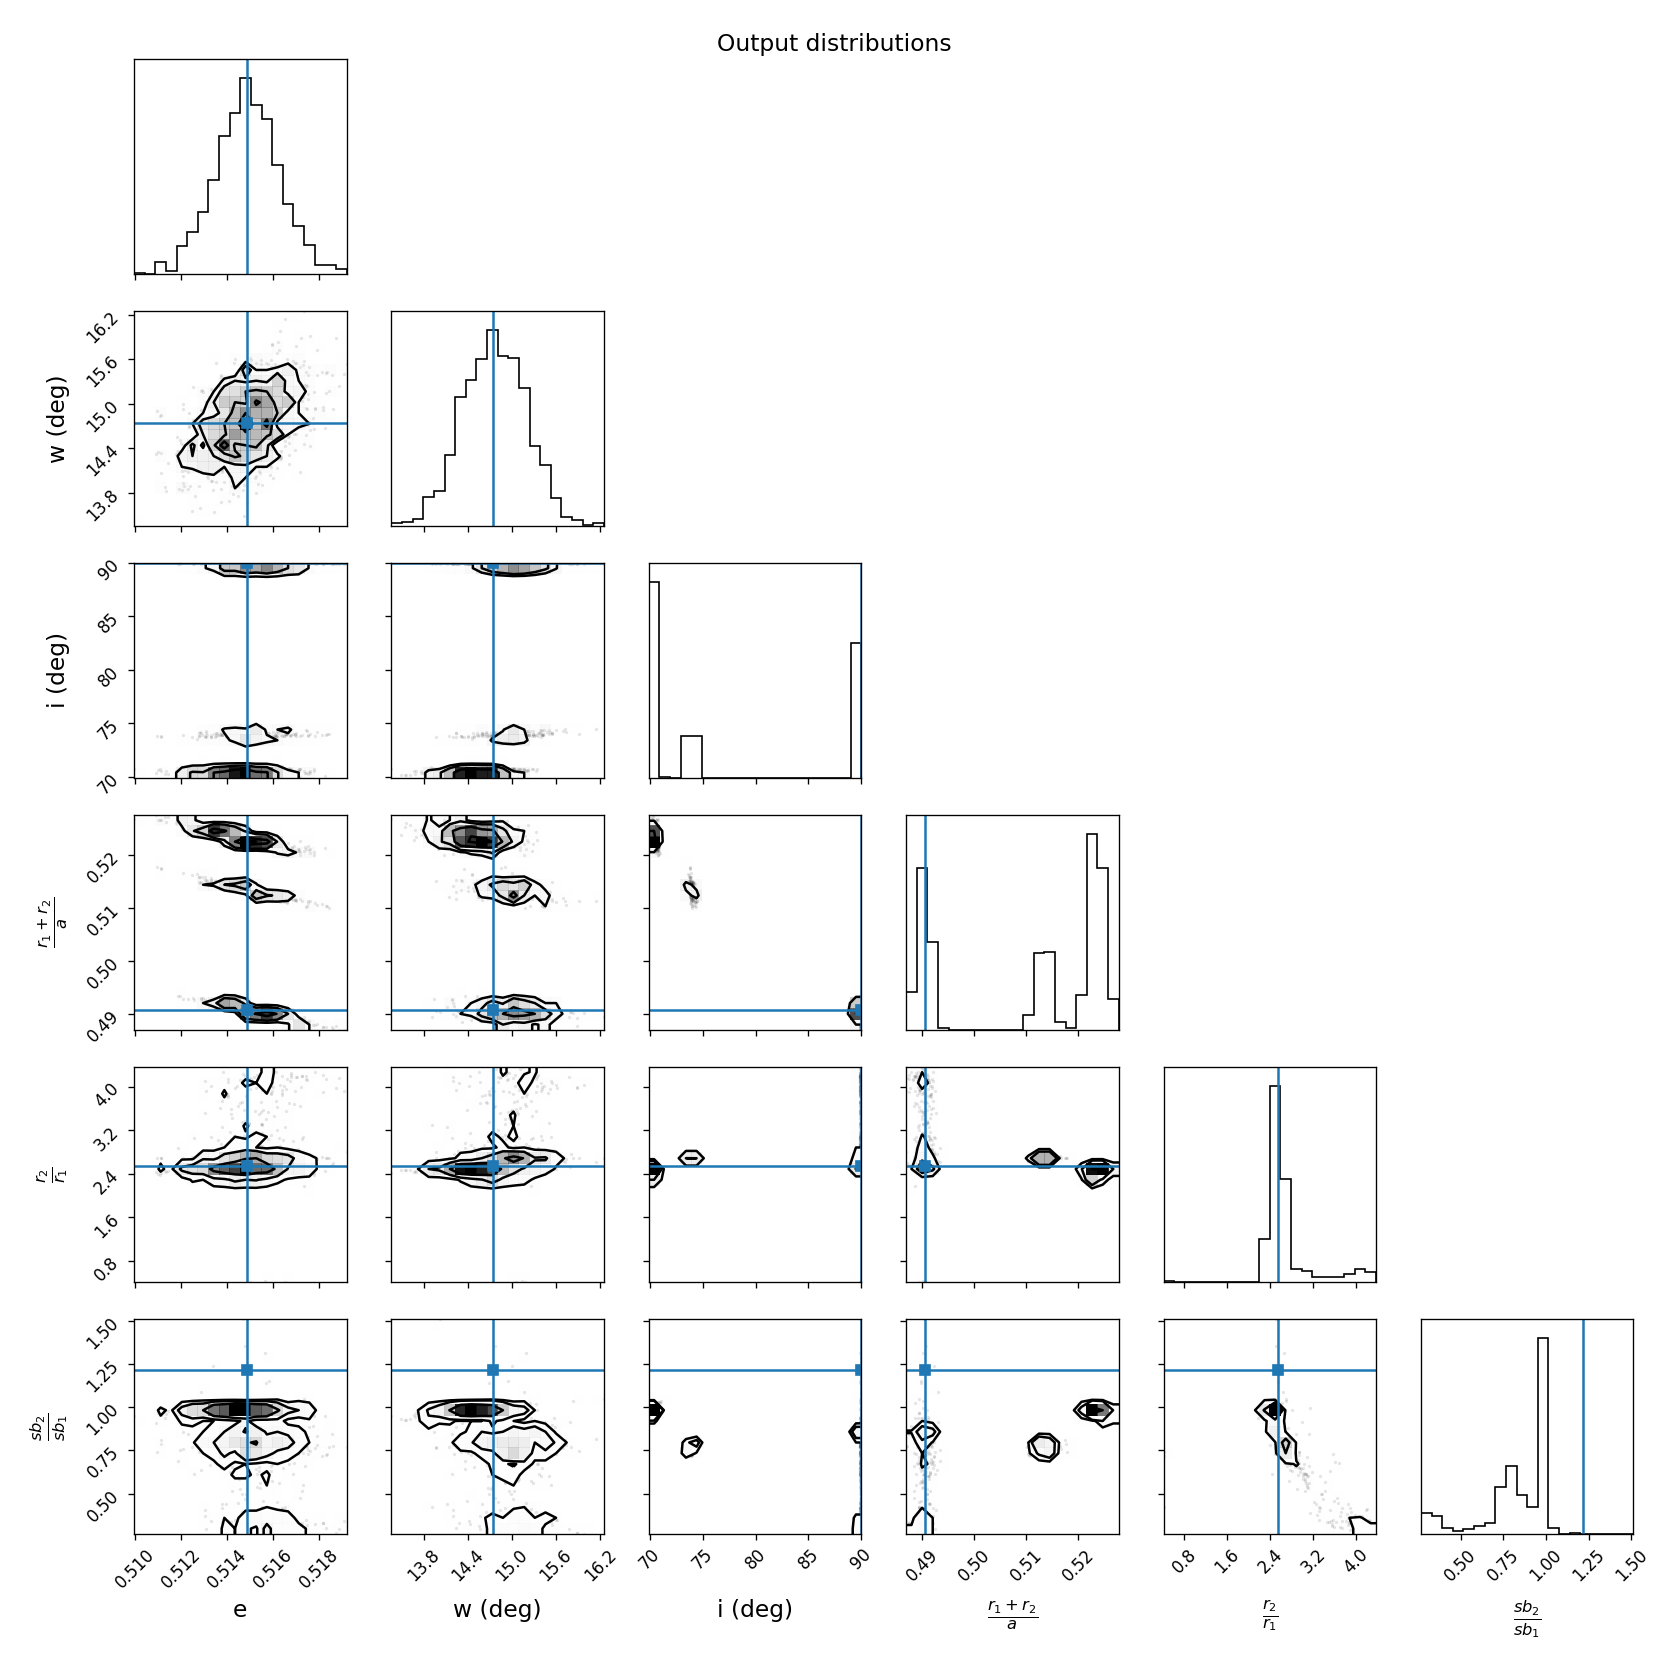 Output distributions
16.2
15.6
15.0
14.4
13.8
w (deg)
90
85
80
75
70
i (deg)
0.52
0.51
0.50
0.49
r₁ + r₂ / a
4.0
3.2
2.4
1.6
0.8
r₂ / r₁
1.50
1.25
1.00
0.75
0.50
sb₂ / sb₁
0.510 0.512 0.514 0.516 0.518
13.8 14.4 15.0 15.6 16.2
70 75 80 85 90
0.49 0.50 0.51 0.52
0.8 1.6 2.4 3.2 4.0
0.50 0.75 1.00 1.25 1.50
e
w (deg)
i (deg)
r₁ + r₂ / a
r₂ / r₁
sb₂ / sb₁